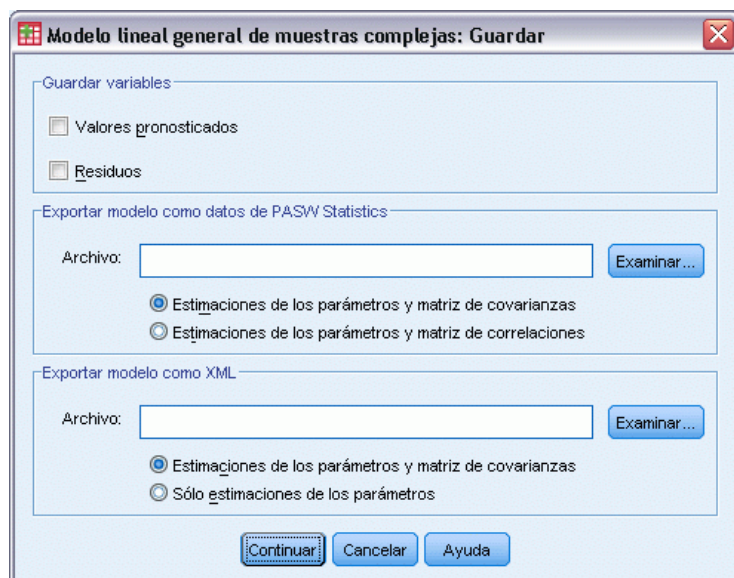 Modelo lineal general de muestras complejas: Guardar
Guardar variables
Valores pronosticados
Residuos
Exportar modelo como datos de PASW Statistics
Archivo:
Examinar...
Estimaciones de los parámetros y matriz de covarianzas
Estimaciones de los parámetros y matriz de correlaciones
Exportar modelo como XML
Archivo:
Examinar...
Estimaciones de los parámetros y matriz de covarianzas
Sólo estimaciones de los parámetros
Continuar Cancelar Ayuda